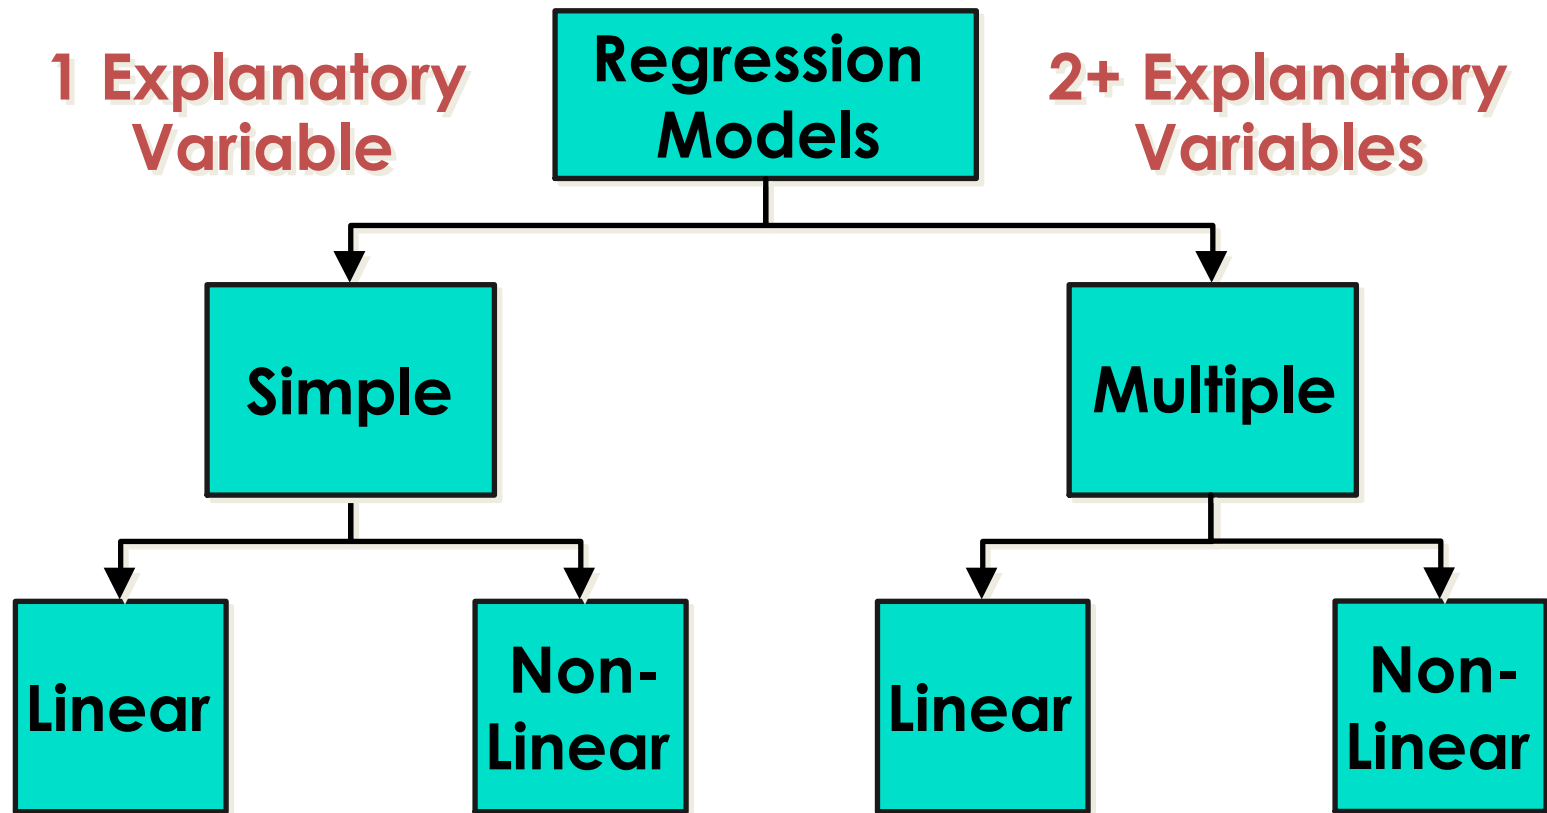 1 Explanatory
Variable
Regression
Models
2+ Explanatory
Variables
Simple
Multiple
Linear
Non-
Linear
Linear
Non-
Linear